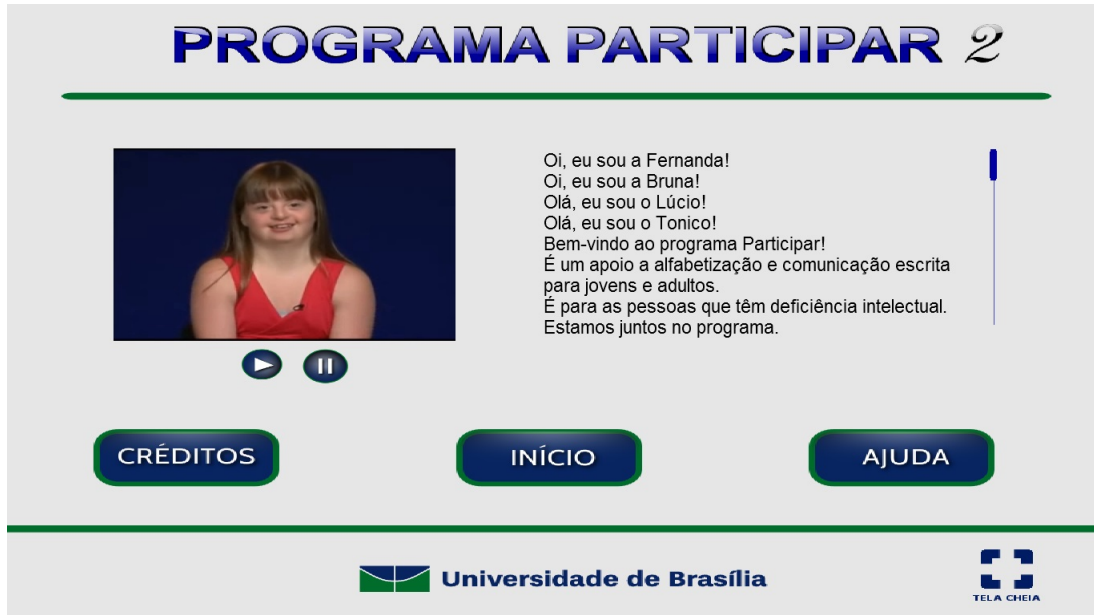 PROGRAMA PARTICIPAR 2
Oi, eu sou a Fernanda!
Oi, eu sou a Bruna!
Olá, eu sou o Lúcio!
Olá, eu sou o Tonico!
Bem-vindo ao programa Participar!
É um apoio a alfabetização e comunicação escrita
para jovens e adultos.
É para as pessoas que têm deficiência intelectual.
Estamos juntos no programa.
CRÉDITOS
INÍCIO
AJUDA
Universidade de Brasília
TELA CHEIA